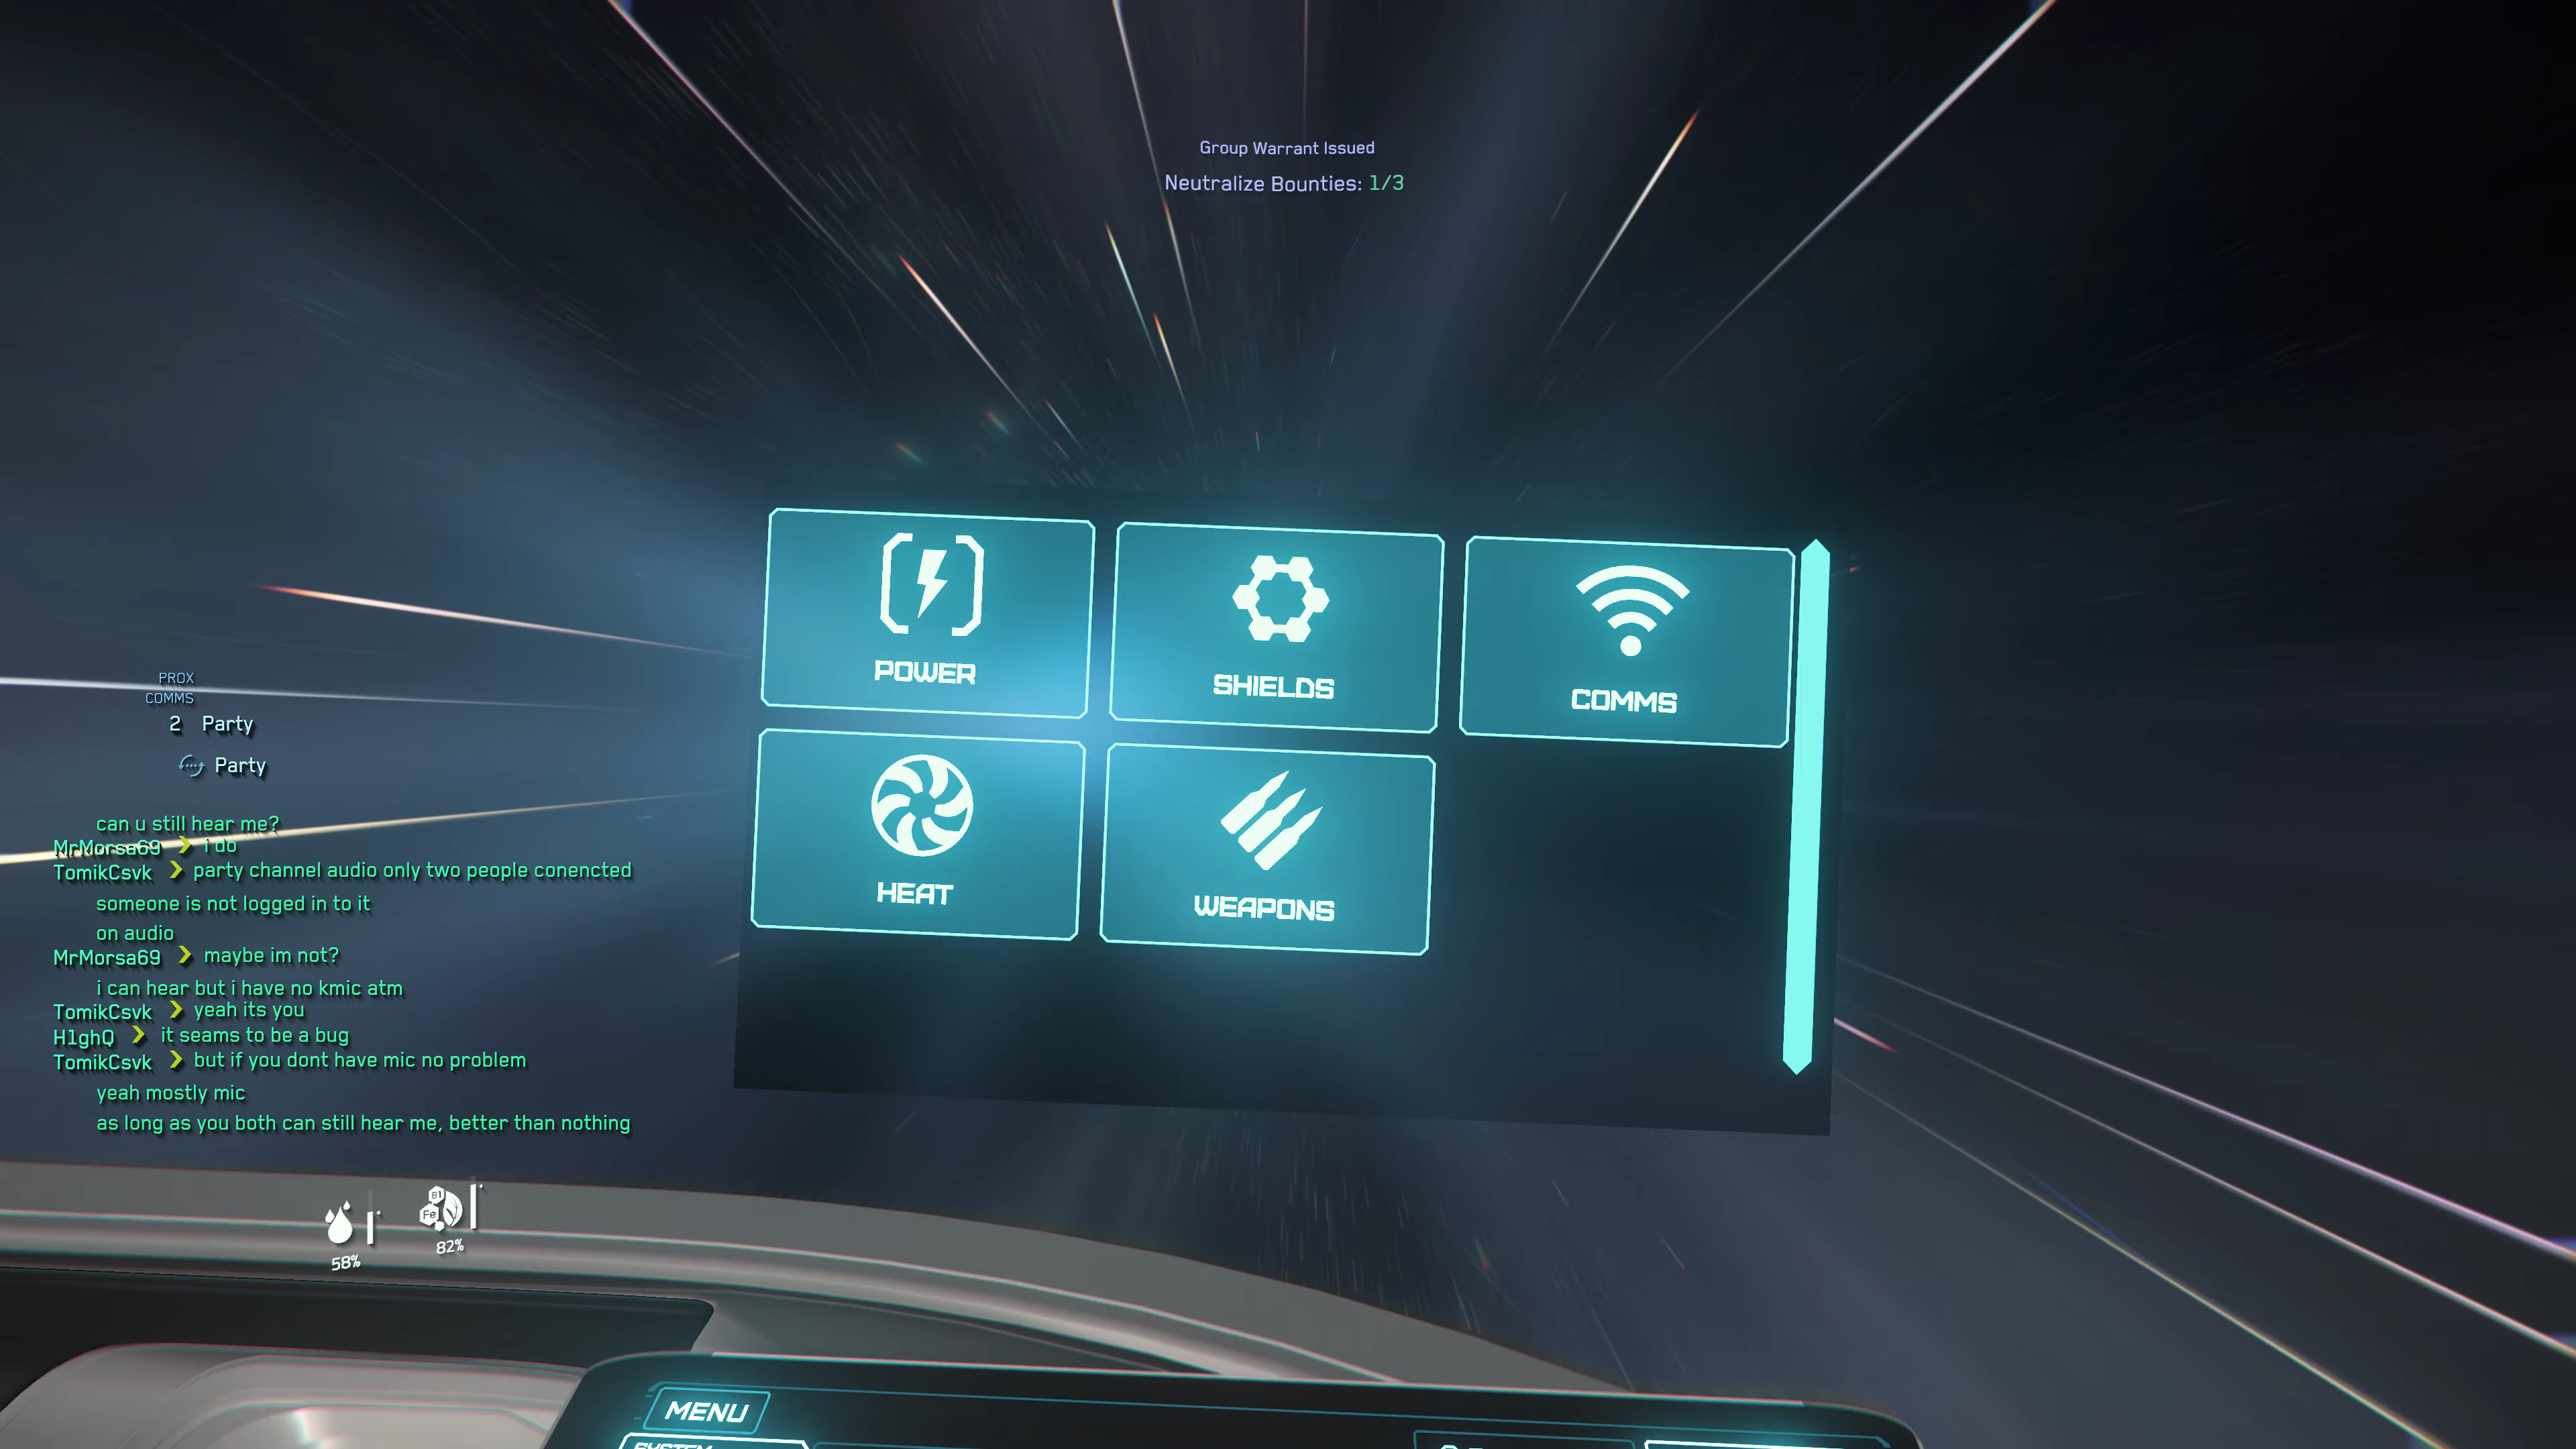 Group Warrant Issued
Neutralize Bounties: 1/3
POWER
SHIELDS
COMMS
HEAT
WEAPONS
PROX
COMMS
2 Party
Party
can u still hear me?
MrMorsa69 > i do
TomikCsvk > party channel audio only two people conencted
someone is not logged in to it
on audio
MrMorsa69 > maybe im not?
i can hear but i have no kmic atm
TomikCsvk > yeah its you
H1ghQ > it seams to be a bug
TomikCsvk > but if you dont have mic no problem
yeah mostly mic
as long as you both can still hear me, better than nothing
B1
Fe
58%
82%
MENU
SYSTEM